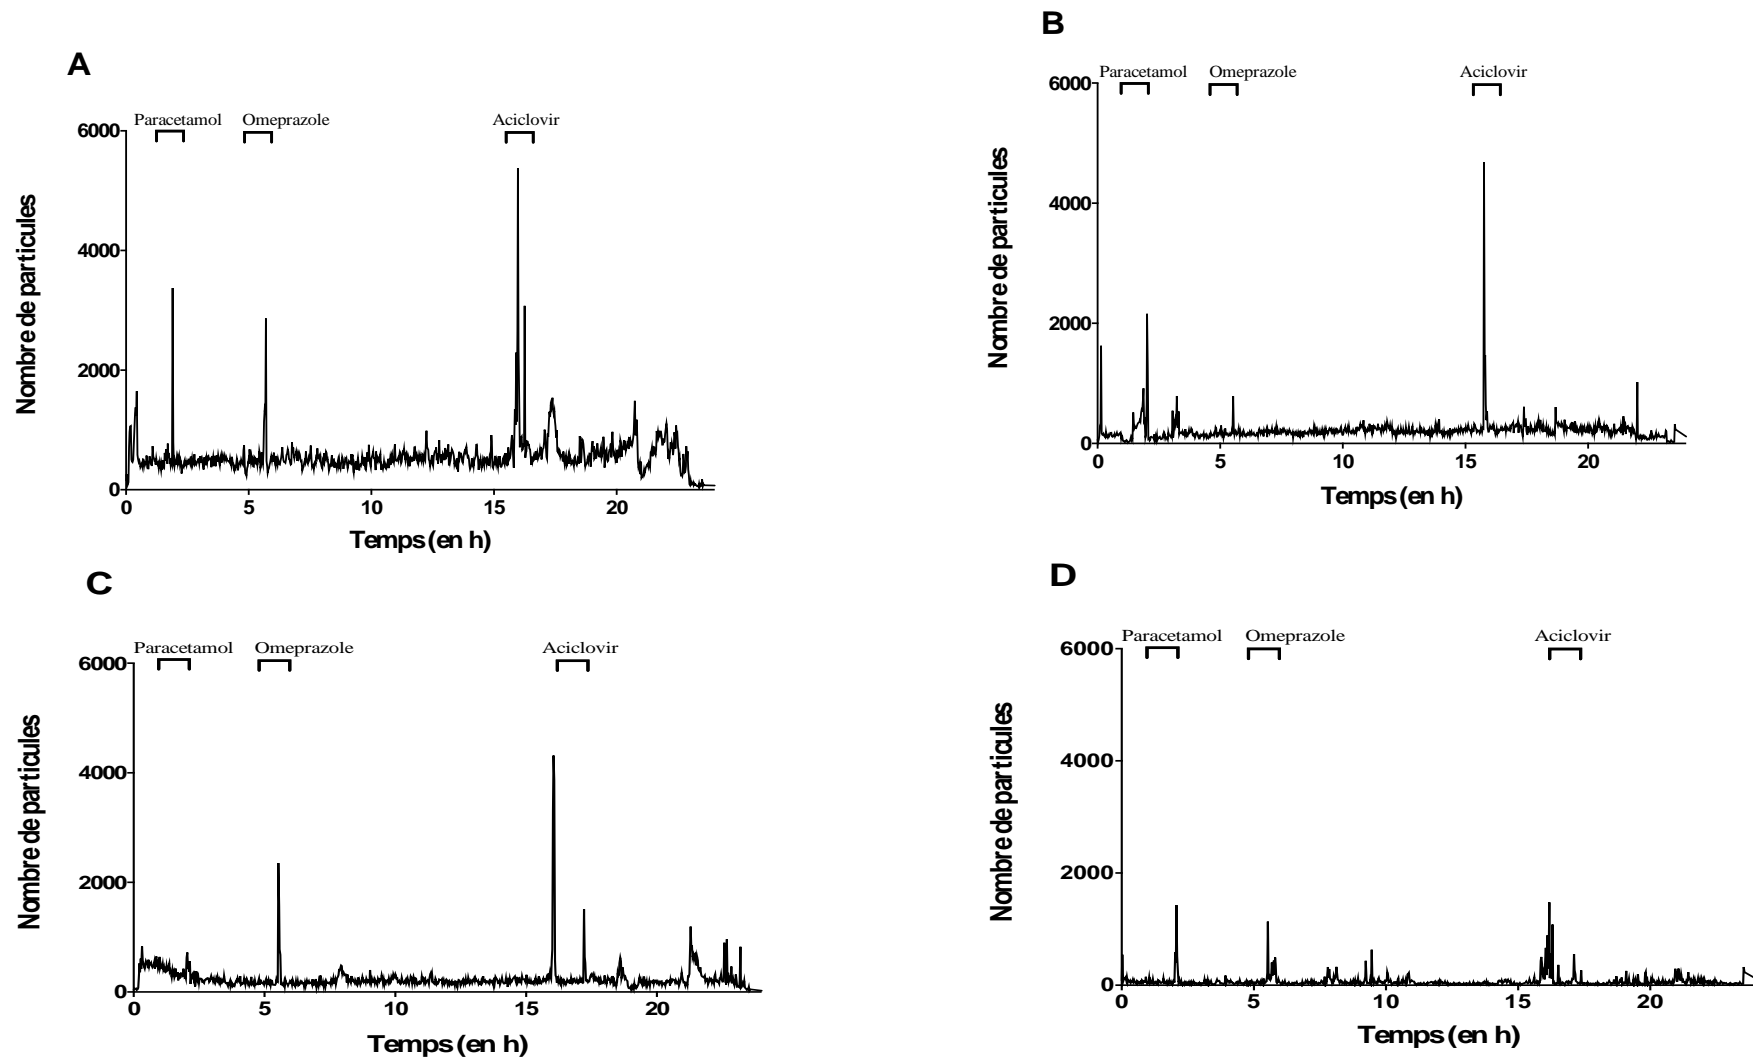 A
Paracetamol Omeprazole Aciclovir
6000
4000
2000
0
0 5 10 15 20
Nombre de particules
Temps (en h)
B
Paracetamol Omeprazole Aciclovir
6000
4000
2000
0
0 5 10 15 20
Nombre de particules
Temps (en h)
C
Paracetamol Omeprazole Aciclovir
6000
4000
2000
0
0 5 10 15 20
Nombre de particules
Temps (en h)
D
Paracetamol Omeprazole Aciclovir
6000
4000
2000
0
0 5 10 15 20
Nombre de particules
Temps (en h)